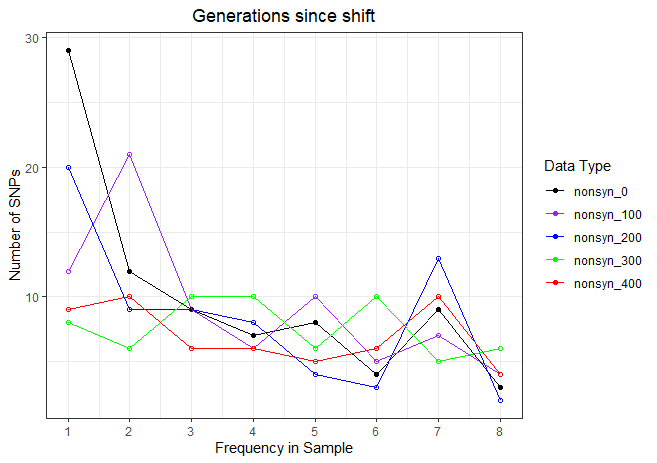 Generations since shift
30
20
10
Number of SNPs
1 2 3 4 5 6 7 8
Frequency in Sample
Data Type
nonsyn_0
nonsyn_100
nonsyn_200
nonsyn_300
nonsyn_400